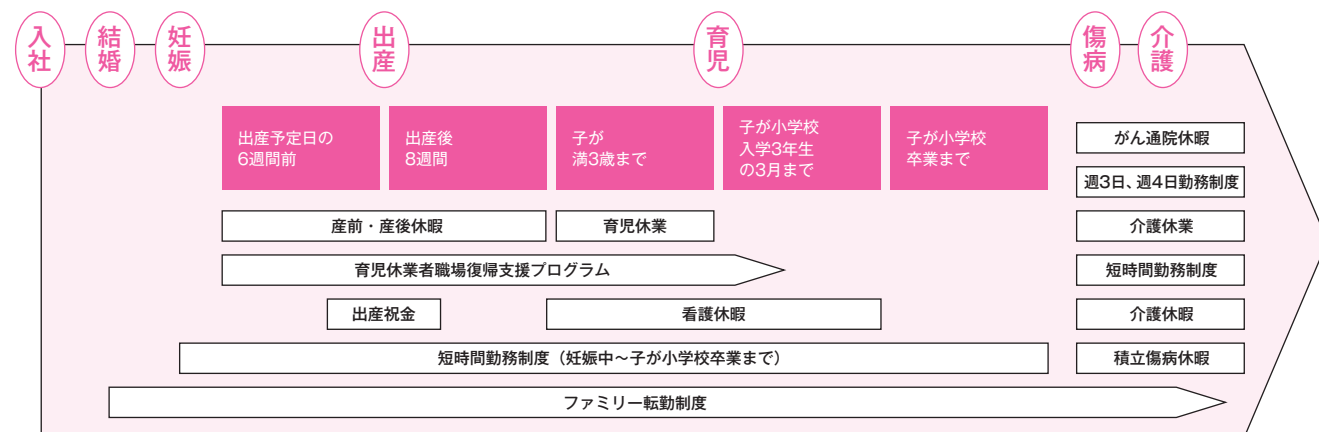 入社
結婚
妊娠
出産
育児
傷病
介護
出産予定日の
6週間前
出産後
8週間
子が
満3歳まで
子が小学校
入学3年生
の3月まで
子が小学校
卒業まで
産前・産後休暇
育児休業
育児休業者職場復帰支援プログラム
出産祝金
看護休暇
短時間勤務制度（妊娠中～子が小学校卒業まで）
ファミリー転勤制度
がん通院休暇
週3日、週4日勤務制度
介護休業
短時間勤務制度
介護休暇
積立傷病休暇